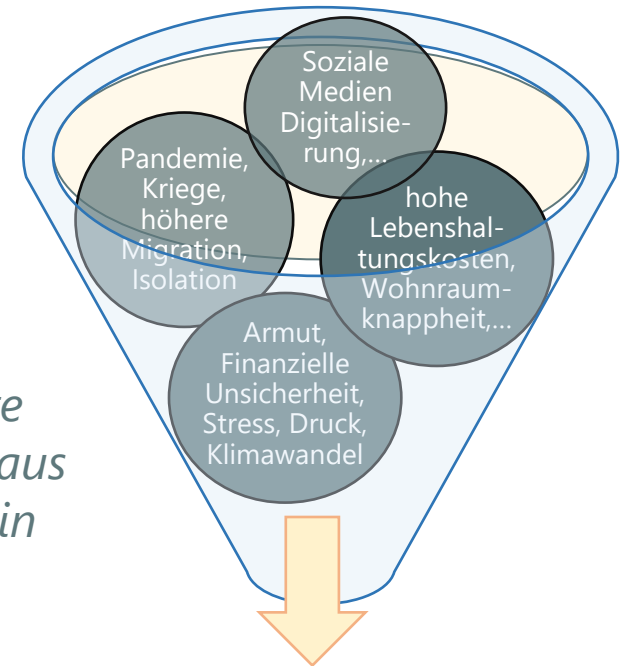 Soziale
Medien
Digitalisie-
rung,...
Pandemie,
Kriege,
höhere
Migration,
Isolation
hohe
Lebenshal-
tungskosten,
Wohnraum-
knappheit,...
Armut,
Finanzielle
Unsicherheit,
Stress, Druck,
Klimawandel
aus
in